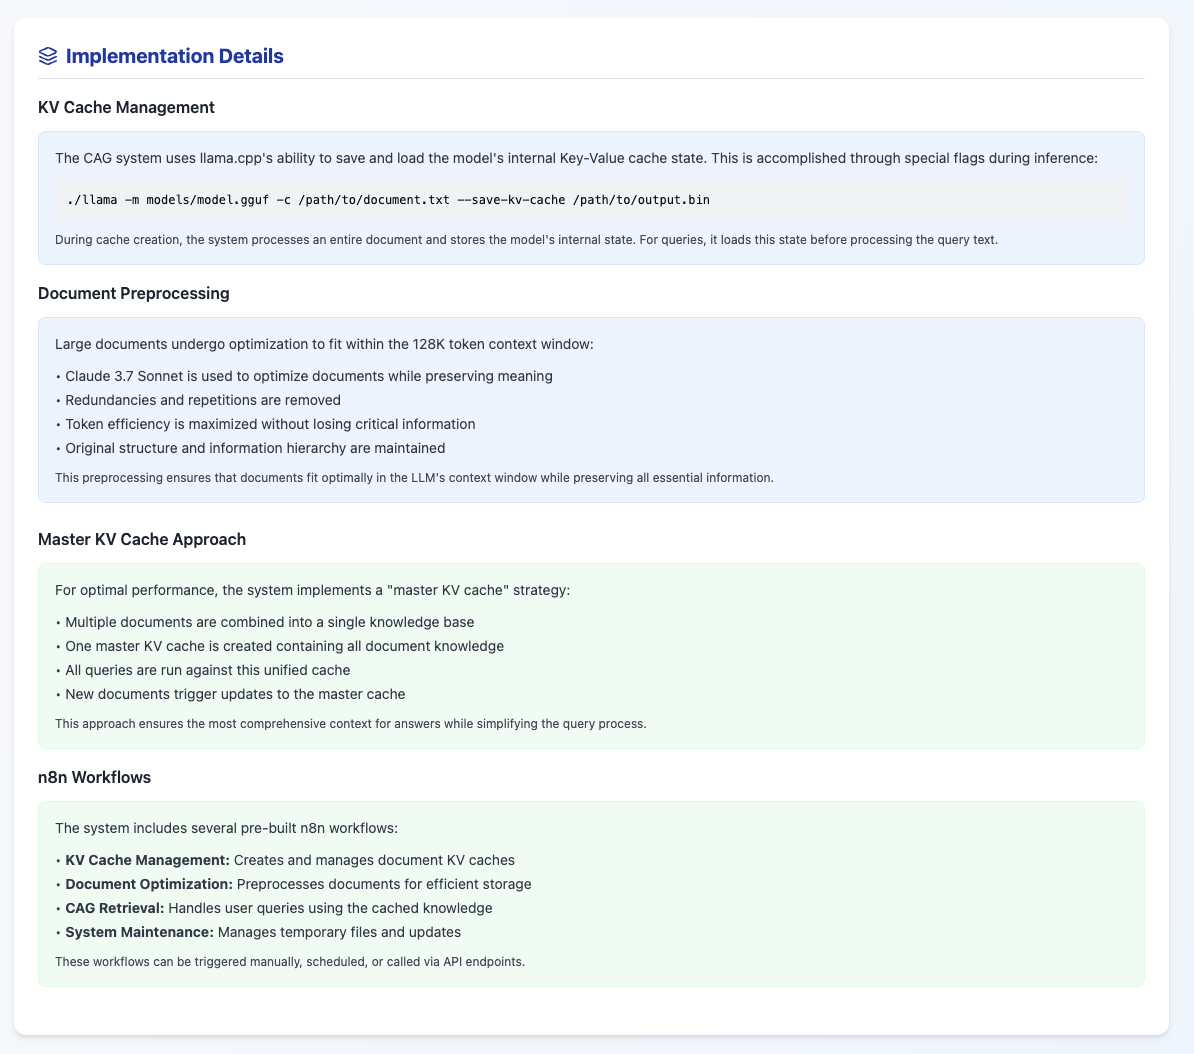 Implementation Details
KV Cache Management
The CAG system uses llama.cpp's ability to save and load the model's internal Key-Value cache state. This is accomplished through special flags during inference:
./llama -m models/model.gguf -c /path/to/document.txt --save-kv-cache /path/to/output.bin
During cache creation, the system processes an entire document and stores the model's internal state. For queries, it loads this state before processing the query text.
Document Preprocessing
Large documents undergo optimization to fit within the 128K token context window:
• Claude 3.7 Sonnet is used to optimize documents while preserving meaning
• Redundancies and repetitions are removed
• Token efficiency is maximized without losing critical information
• Original structure and information hierarchy are maintained
This preprocessing ensures that documents fit optimally in the LLM's context window while preserving all essential information.
Master KV Cache Approach
For optimal performance, the system implements a "master KV cache" strategy:
• Multiple documents are combined into a single knowledge base
• One master KV cache is created containing all document knowledge
• All queries are run against this unified cache
• New documents trigger updates to the master cache
This approach ensures the most comprehensive context for answers while simplifying the query process.
n8n Workflows
The system includes several pre-built n8n workflows:
• KV Cache Management: Creates and manages document KV caches
• Document Optimization: Preprocesses documents for efficient storage
• CAG Retrieval: Handles user queries using the cached knowledge
• System Maintenance: Manages temporary files and updates
These workflows can be triggered manually, scheduled, or called via API endpoints.